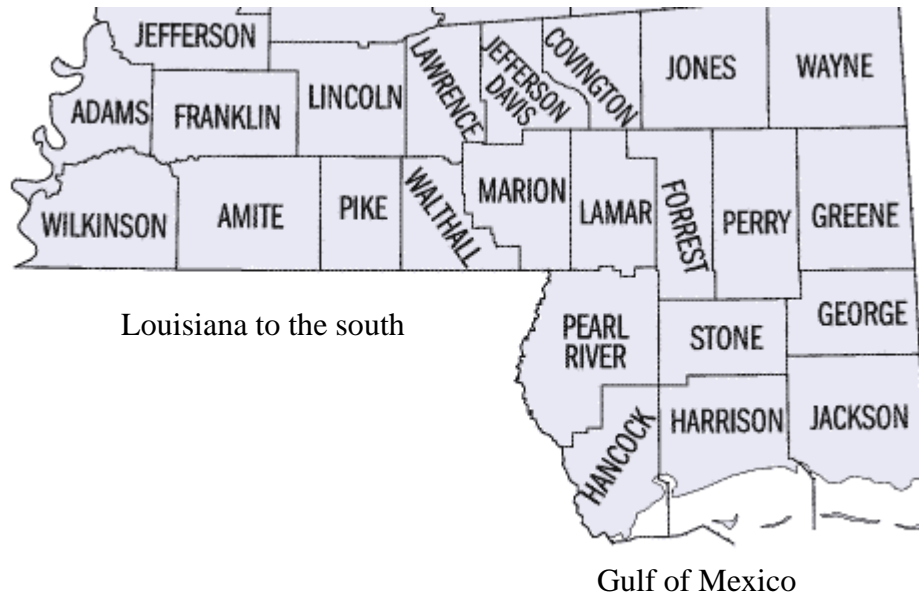 JEFFERSON
LAWRENCE
JEFFERSON
DAVIS
COVINGTON
JONES
WAYNE
ADAMS
FRANKLIN
LINCOLN
WILKINSON
AMITE
PIKE
WALTHALL
MARION
LAMAR
FORREST
PERRY
GREENE
Louisiana to the south
PEARL
RIVER
STONE
GEORGE
HANCOCK
HARRISON
JACKSON
Gulf of Mexico